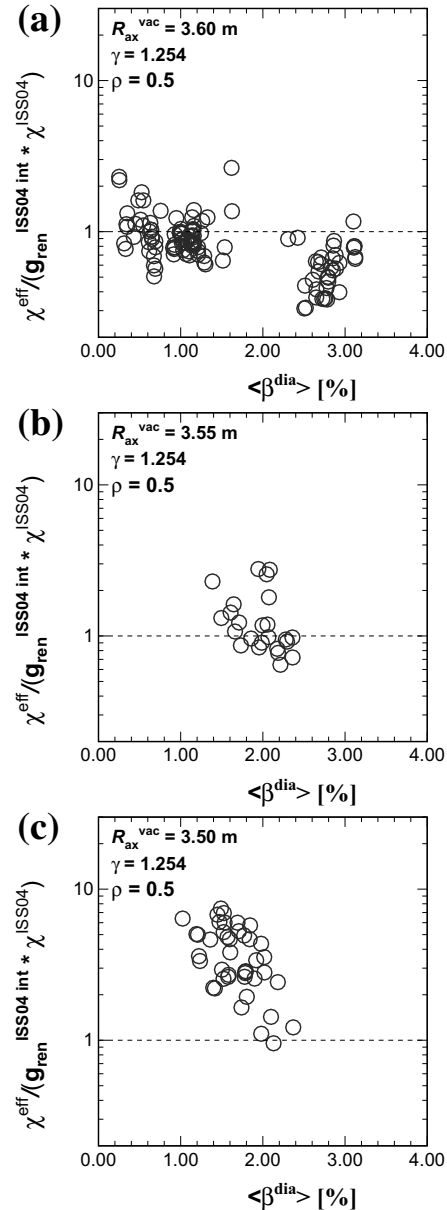 (a)
R_ax^vac = 3.60 m
γ = 1.254
ρ = 0.5
10
1
χ^eff/(g_ren^ISS04 int * χ^ISS04)
0.00 1.00 2.00 3.00 4.00
<β^dia> [%]
(b)
R_ax^vac = 3.55 m
γ = 1.254
ρ = 0.5
10
1
χ^eff/(g_ren^ISS04 int * χ^ISS04)
0.00 1.00 2.00 3.00 4.00
<β^dia> [%]
(c)
R_ax^vac = 3.50 m
γ = 1.254
ρ = 0.5
10
1
χ^eff/(g_ren^ISS04 int * χ^ISS04)
0.00 1.00 2.00 3.00 4.00
<β^dia> [%]